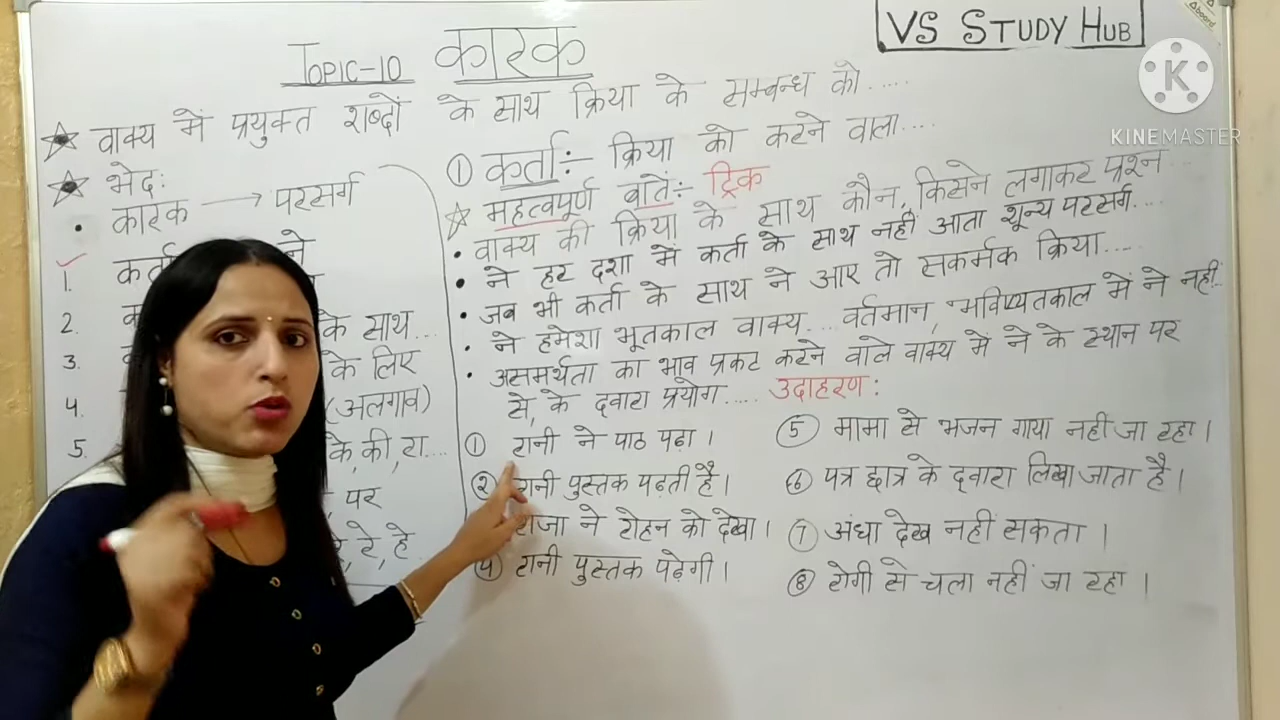 VS STUDY HUB
TOPIC-10 कारक
KINEMASTER
वाक्य में प्रयुक्त शब्दों के साथ क्रिया के सम्बन्ध को.....
भेद:
कारक → परसर्ग
1. कर्ता ने
2.
3. के साथ...
4. के लिए
5. (अलगाव)
के, की, रा....
पर
रे, हे..
① कर्ता:- क्रिया को करने वाला....
महत्वपूर्ण बातें:- ट्रिक
• वाक्य की क्रिया के साथ कौन, किसने लगाकर प्रश्न...
• ने हर दशा में कर्ता के साथ नहीं आता शून्य परसर्ग....
• जब भी कर्ता के साथ ने आए तो सकर्मक क्रिया....
• ने हमेशा भूतकाल वाक्य.... वर्तमान, भविष्यतकाल में ने नहीं..
• असमर्थता का भाव प्रकट करने वाले वाक्य में ने के स्थान पर
से, के द्वारा प्रयोग..... उदाहरण:
① रानी ने पाठ पढ़ा।
② रानी पुस्तक पढ़ती है।
राजा ने रोहन को देखा।
④ रानी पुस्तक पढ़ेगी।
⑤ मामा से भजन गाया नहीं जा रहा।
⑥ पत्र छात्र के द्वारा लिखा जाता है।
⑦ अंधा देख नहीं सकता।
⑧ रोगी से चला नहीं जा रहा।